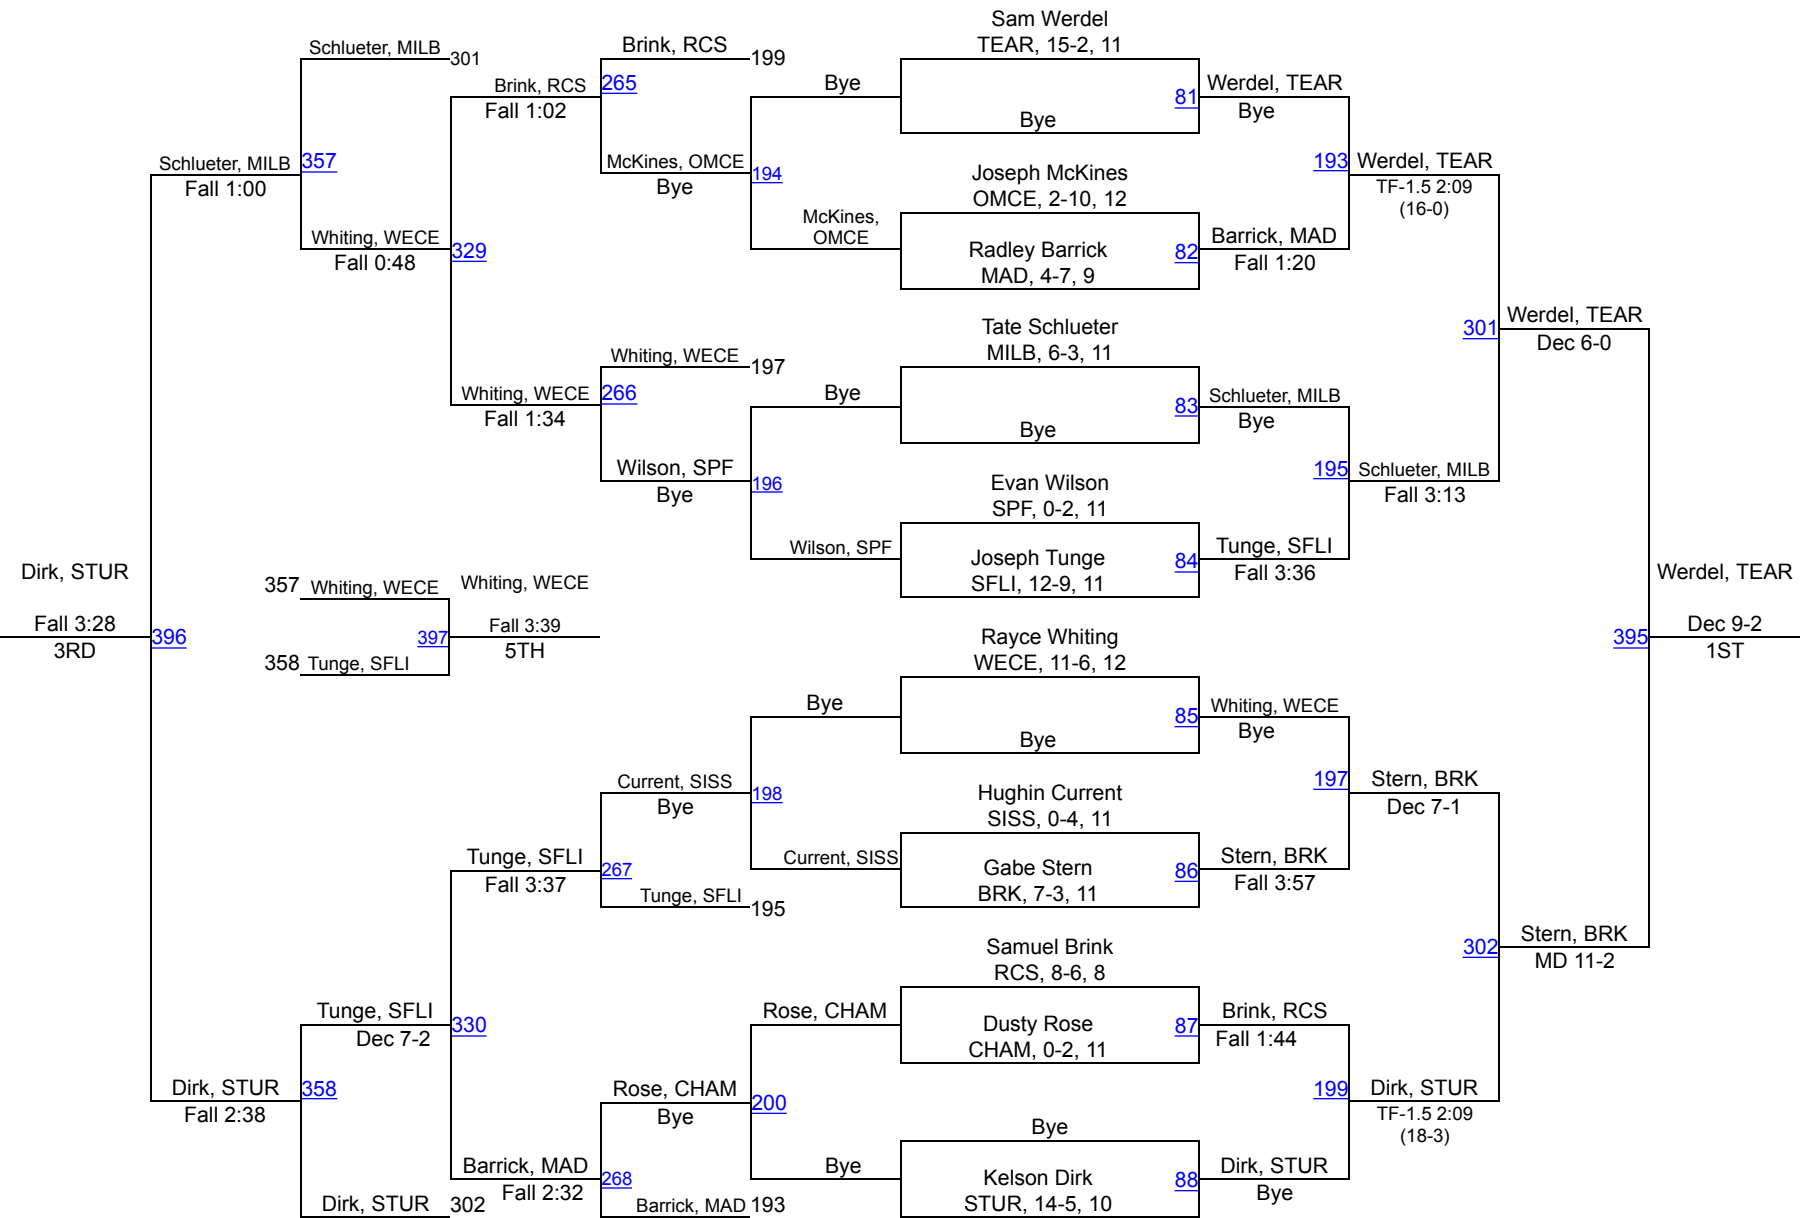 Sam Werdel
TEAR, 15-2, 11
Bye
81
Werdel, TEAR
Bye
Joseph McKines
OMCE, 2-10, 12
Radley Barrick
MAD, 4-7, 9
82
Barrick, MAD
Fall 1:20
193
Werdel, TEAR
TF-1.5 2:09
(16-0)
Tate Schlueter
MILB, 6-3, 11
Bye
83
Schlueter, MILB
Bye
Evan Wilson
SPF, 0-2, 11
Joseph Tunge
SFLI, 12-9, 11
84
Tunge, SFLI
Fall 3:36
195
Schlueter, MILB
Fall 3:13
301
Werdel, TEAR
Dec 6-0
Rayce Whiting
WECE, 11-6, 12
Bye
85
Whiting, WECE
Bye
Hughin Current
SISS, 0-4, 11
Gabe Stern
BRK, 7-3, 11
86
Stern, BRK
Fall 3:57
197
Stern, BRK
Dec 7-1
Samuel Brink
RCS, 8-6, 8
Dusty Rose
CHAM, 0-2, 11
87
Brink, RCS
Fall 1:44
Bye
Kelson Dirk
STUR, 14-5, 10
88
Dirk, STUR
Bye
199
Dirk, STUR
TF-1.5 2:09
(18-3)
302
Stern, BRK
MD 11-2
395
Werdel, TEAR
Dec 9-2
1ST
Bye
McKines,
OMCE
194
McKines, OMCE
Bye
Brink, RCS
199
265
Brink, RCS
Fall 1:02
Bye
Wilson, SPF
196
Wilson, SPF
Bye
Whiting, WECE
197
266
Whiting, WECE
Fall 1:34
329
Whiting, WECE
Fall 0:48
Schlueter, MILB
301
357
Schlueter, MILB
Fall 1:00
Bye
Current, SISS
198
Current, SISS
Bye
267
Tunge, SFLI
195
Tunge, SFLI
Fall 3:37
Rose, CHAM
Bye
200
Rose, CHAM
Bye
268
Barrick, MAD
193
Barrick, MAD
Fall 2:32
330
Tunge, SFLI
Dec 7-2
358
Dirk, STUR
302
Dirk, STUR
Fall 2:38
396
Dirk, STUR
Fall 3:28
3RD
357
Whiting, WECE
358
Tunge, SFLI
397
Whiting, WECE
Fall 3:39
5TH